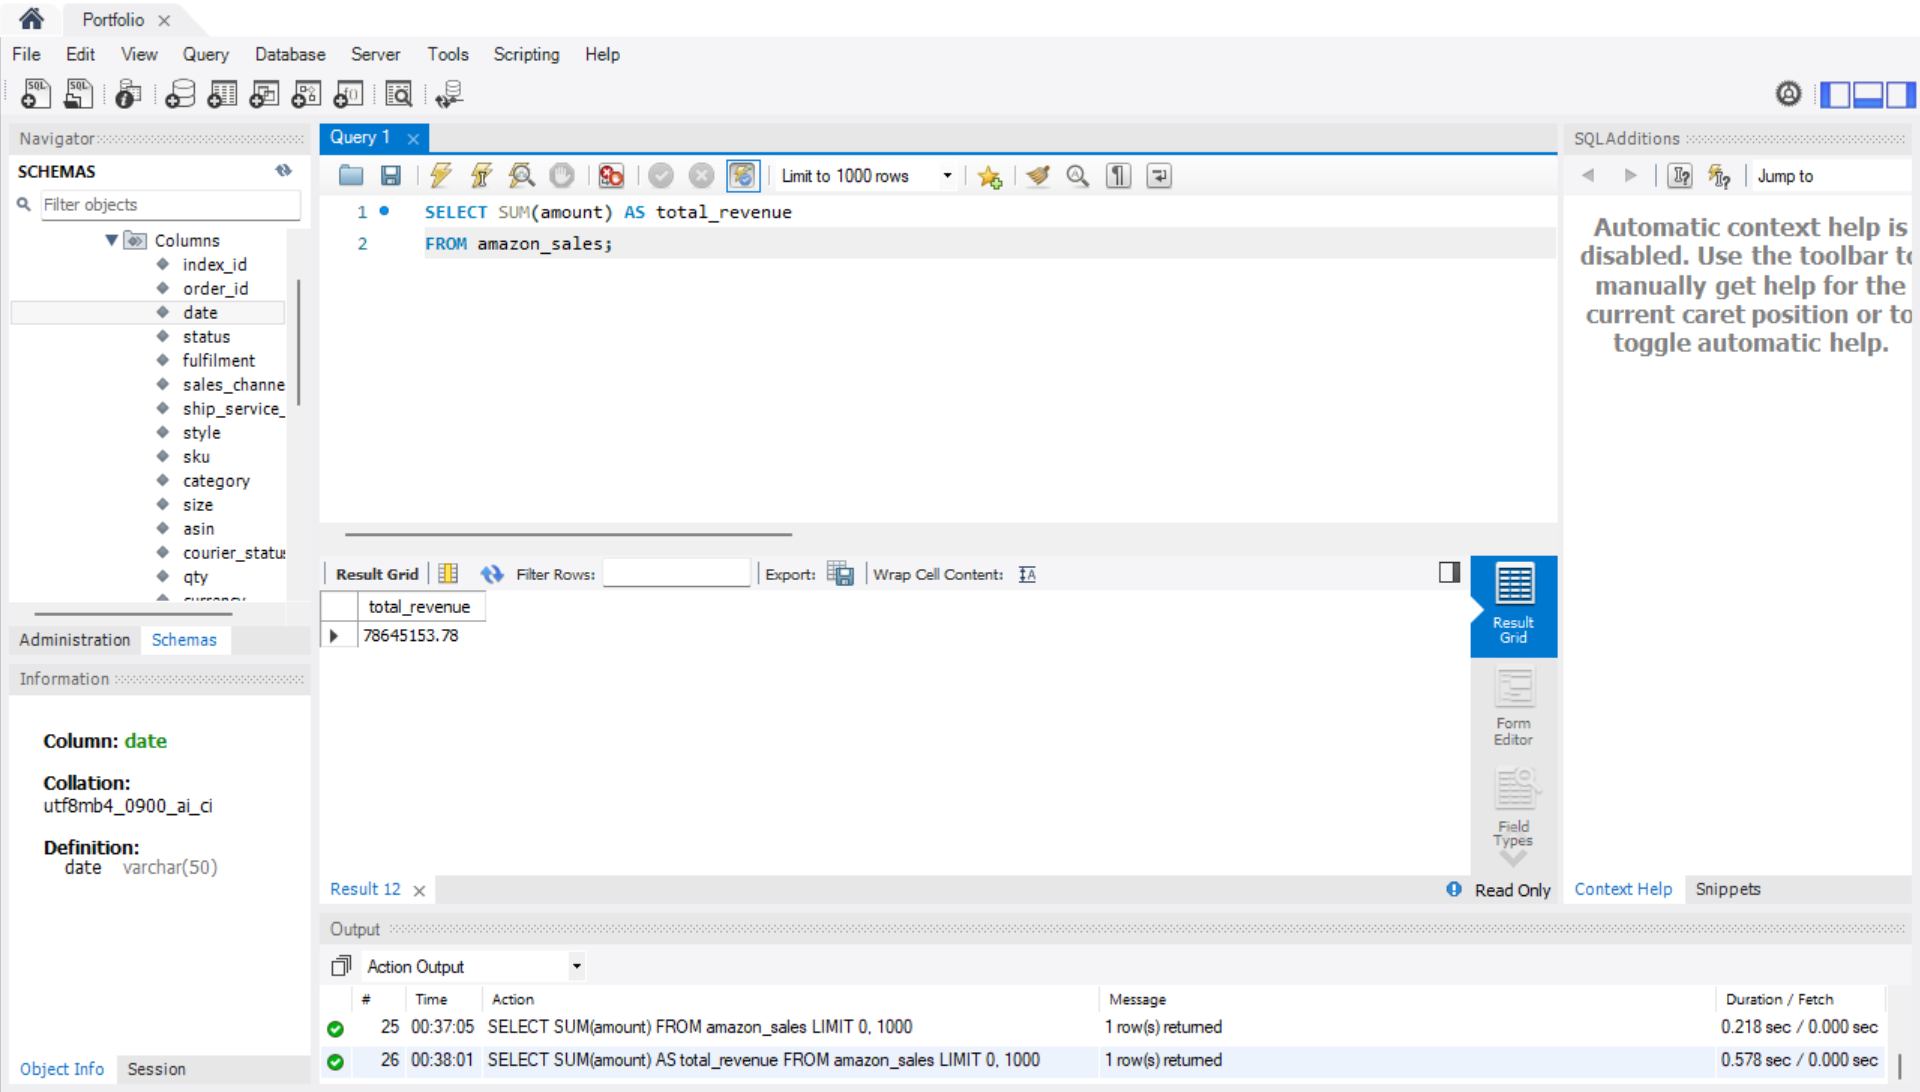 Portfolio
File Edit View Query Database Server Tools Scripting Help
Navigator
SCHEMAS
Filter objects
Columns
index_id
order_id
date
status
fulfilment
sales_channe
ship_service_
style
sku
category
size
asin
courier_statu
qty
currency
Administration Schemas
Information
Column: date
Collation:
utf8mb4_0900_ai_ci
Definition:
date varchar(50)
Object Info Session
Query 1
Limit to 1000 rows
1 SELECT SUM(amount) AS total_revenue
2 FROM amazon_sales;
Result Grid Filter Rows: Export: Wrap Cell Content:
total_revenue
78645153.78
Result
Grid
Form
Editor
Field
Types
Result 12
Read Only
SQLAdditions
Jump to
Automatic context help is
disabled. Use the toolbar to
manually get help for the
current caret position or to
toggle automatic help.
Context Help Snippets
Output
Action Output
# Time Action Message Duration / Fetch
25 00:37:05 SELECT SUM(amount) FROM amazon_sales LIMIT 0, 1000 1 row(s) returned 0.218 sec / 0.000 sec
26 00:38:01 SELECT SUM(amount) AS total_revenue FROM amazon_sales LIMIT 0, 1000 1 row(s) returned 0.578 sec / 0.000 sec